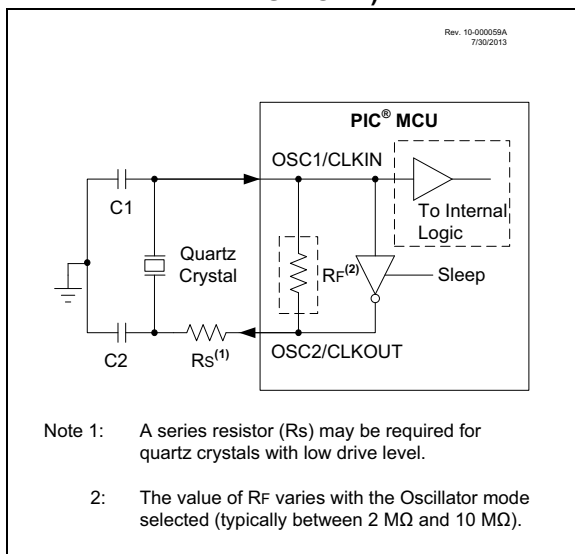 Rev. 10-000059A
7/30/2013
PIC® MCU
OSC1/CLKIN
C1
To Internal
Logic
Quartz
Crystal
RF(2)
Sleep
C2
RS(1)
OSC2/CLKOUT
Note 1: A series resistor (Rs) may be required for
quartz crystals with low drive level.
2: The value of RF varies with the Oscillator mode
selected (typically between 2 MΩ and 10 MΩ).